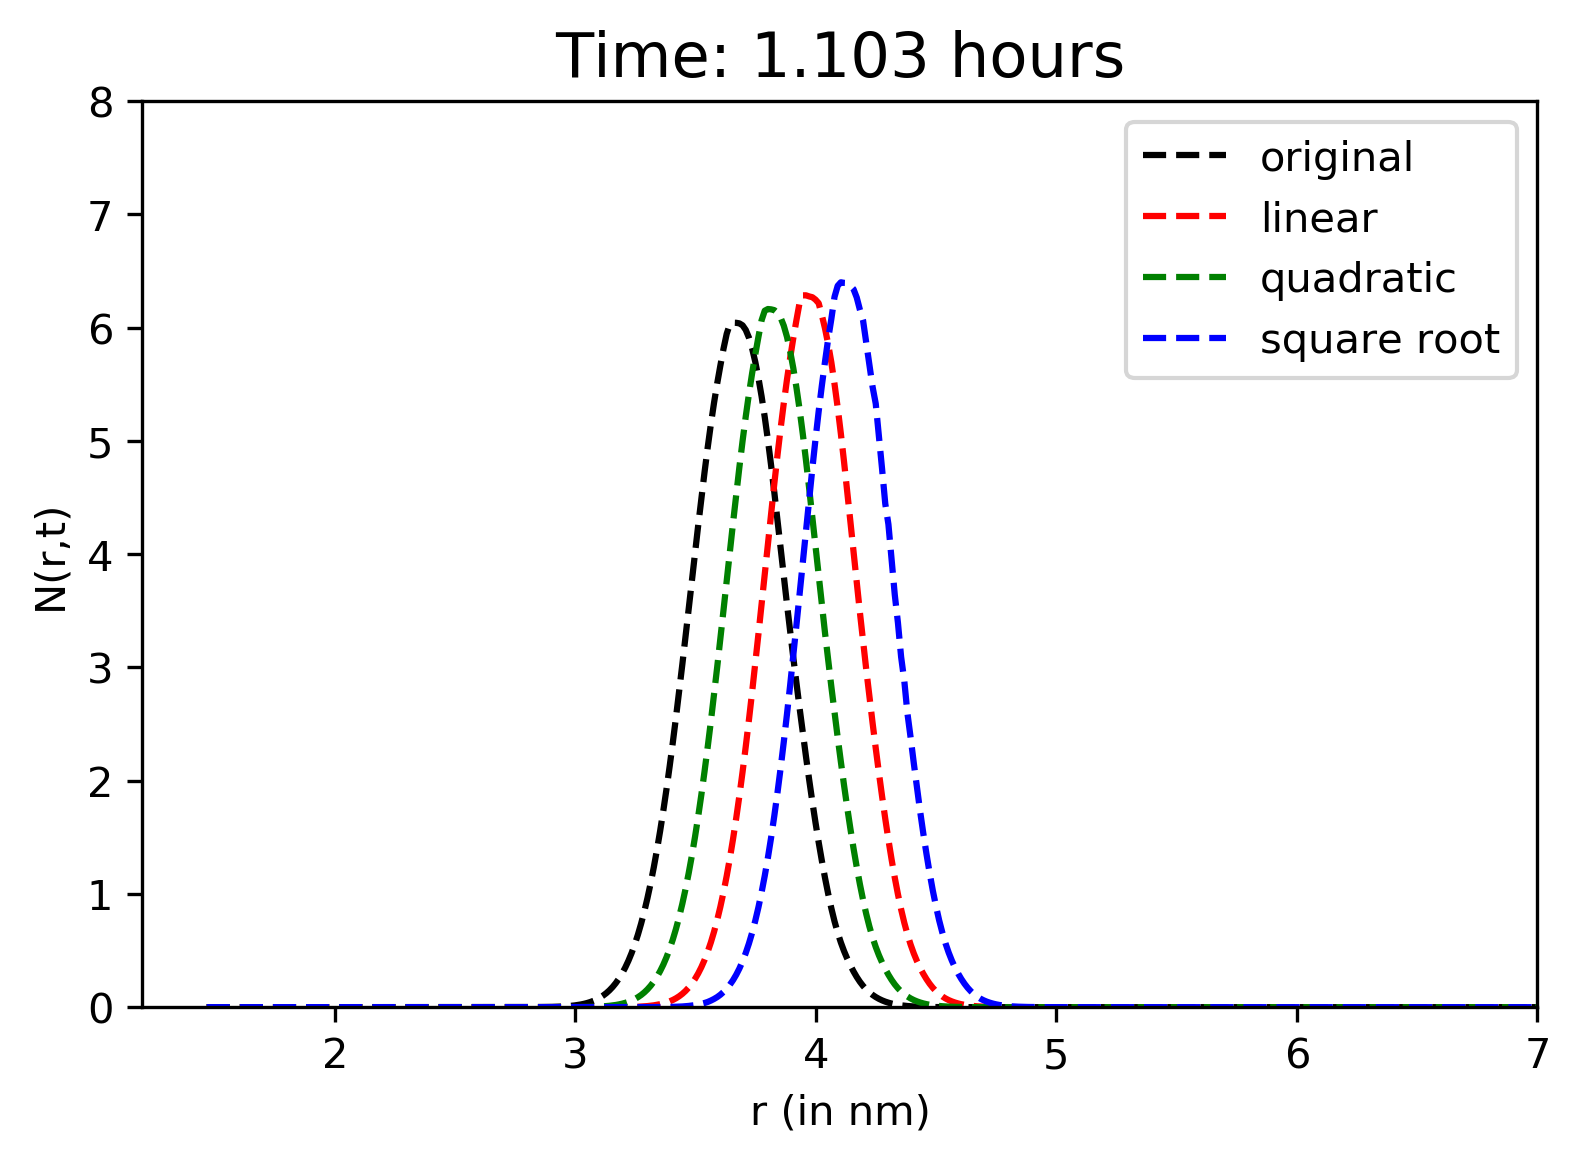 Time: 1.103 hours
8
7
6
5
4
3
2
1
0
N(r,t)
original
linear
quadratic
square root
2 3 4 5 6 7
r (in nm)